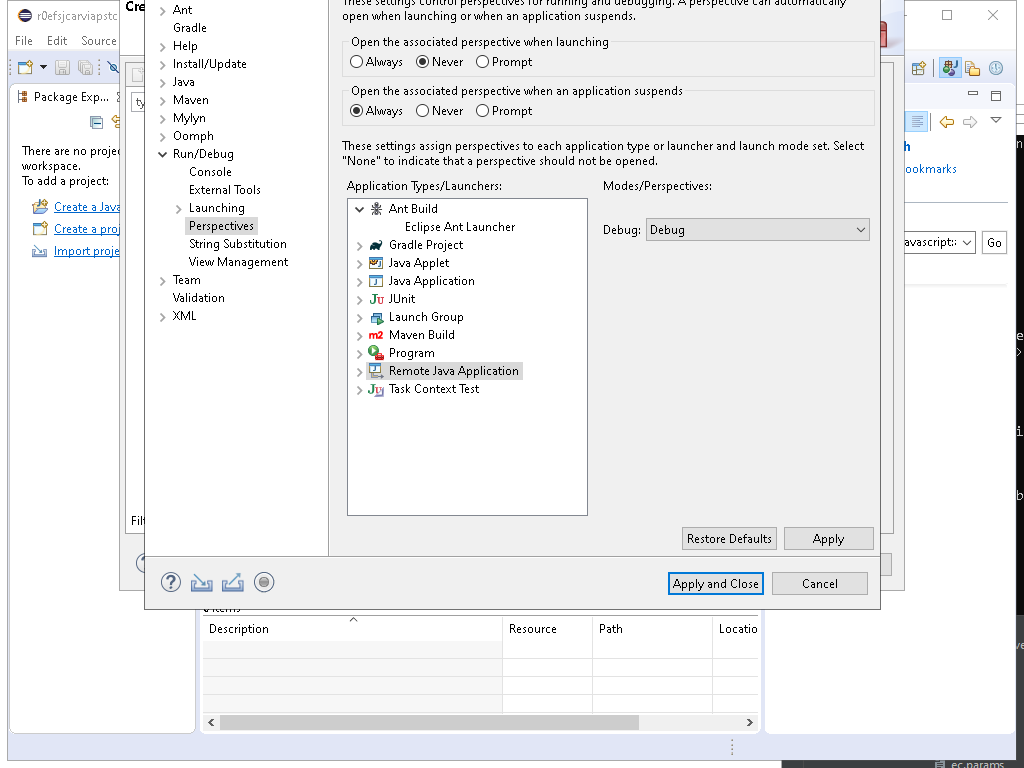 r0efsjcarviapstc
File Edit Source
Package Exp...
There are no proje
workspace.
To add a project:
Create a Java
Create a proj
Import proje
Cre
ty
Filt
Ant
Gradle
Help
Install/Update
Java
Maven
Mylyn
Oomph
Run/Debug
Console
External Tools
Launching
Perspectives
String Substitution
View Management
Team
Validation
XML
These settings control perspectives for running and debugging. A perspective can automatically
open when launching or when an application suspends.
Open the associated perspective when launching
Always Never Prompt
Open the associated perspective when an application suspends
Always Never Prompt
These settings assign perspectives to each application type or launcher and launch mode set. Select
"None" to indicate that a perspective should not be opened.
Application Types/Launchers:
Modes/Perspectives:
Ant Build
Eclipse Ant Launcher
Gradle Project
Java Applet
Java Application
JUnit
Launch Group
Maven Build
Program
Remote Java Application
Task Context Test
Debug: Debug
Restore Defaults Apply
Apply and Close Cancel
ookmarks
avascript:
Go
Items
Description Resource Path Locatio
ec.params